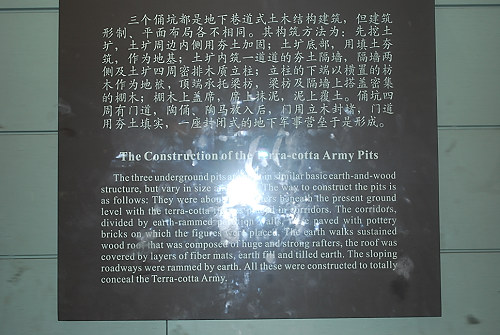 三个俑坑都是地下巷道式土木结构建筑，但建筑
形制、平面布局各不相同。其构筑方法为：先挖土
圹，土圹周边内侧用夯土加固；土圹底部，用填土夯
筑，作为地基；土圹内筑一道道的夯土隔墙，隔墙两
侧及土圹四周密排木质立柱；立柱的下端以横置的枋
木作为地栿，顶端承托梁枋，梁枋及隔墙上搭盖密集
的棚木；棚木上盖席，席上抹泥，泥上覆土。俑坑四
周有门道，陶俑、陶马放入后，门用立木封堵，门道
用夯土填实，一座封闭式的地下军事营垒于是形成。
The Construction of the Terra-cotta Army Pits
The three underground pits similar basic earth-and-wood
structure, but vary in size The way to construct the pits is
as follows: They were about beneath the present ground
level with the terra-cotta in corridors. The corridors,
divided by earth-rammed were paved with pottery
bricks on which the figures were placed. The earth walks sustained
wood roof that was composed of huge and strong rafters, the roof was
covered by layers of fiber mats, earth fill and tilled earth. The sloping
roadways were rammed by earth. All these were constructed to totally
conceal the Terra-cotta Army.